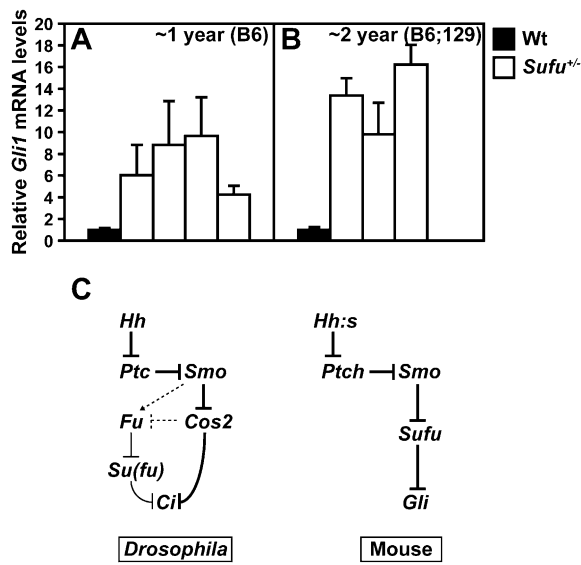 A ~1 year (B6)
B ~2 year (B6;129)
Wt
Sufu+/-
Relative Gli1 mRNA levels
20
18
16
14
12
10
8
6
4
2
0
C
Hh
Ptc Smo
Fu Cos2
Su(fu)
Ci
Drosophila
Hh:s
Ptch Smo
Sufu
Gli
Mouse